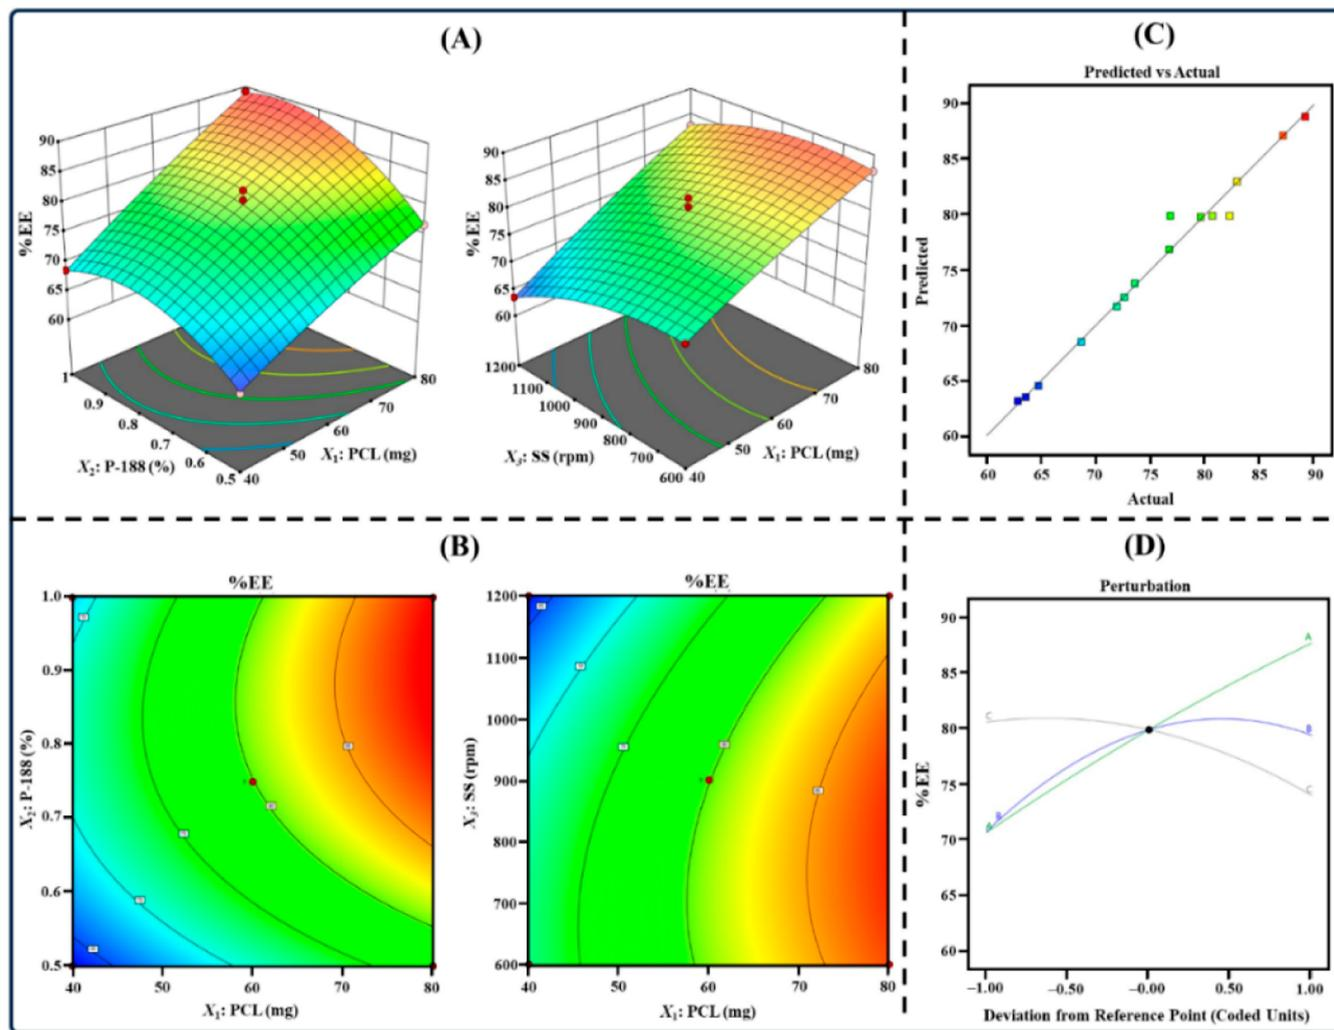 (A)
90
85
80
75
70
65
60
%EE
1
0.9
0.8
0.7
0.6
0.5
X₂: P-188 (%)
40
50
60
70
80
X₁: PCL (mg)
90
85
80
75
70
65
60
%EE
1200
1100
1000
900
800
700
600
X₃: SS (rpm)
40
50
60
70
80
X₁: PCL (mg)
(C)
Predicted vs Actual
90
85
80
75
70
65
60
Predicted
60 65 70 75 80 85 90
Actual
(B)
%EE
1.0
0.9
0.8
0.7
0.6
0.5
X₂: P-188 (%)
40 50 60 70 80
X₁: PCL (mg)
%EE
1200
1100
1000
900
800
600
X₃: SS (rpm)
40 50 60 70 80
X₁: PCL (mg)
(D)
Perturbation
90
85
80
75
70
65
60
%EE
A
B
C
A
B
C
−1.00 −0.50 −0.00 0.50 1.00
Deviation from Reference Point (Coded Units)